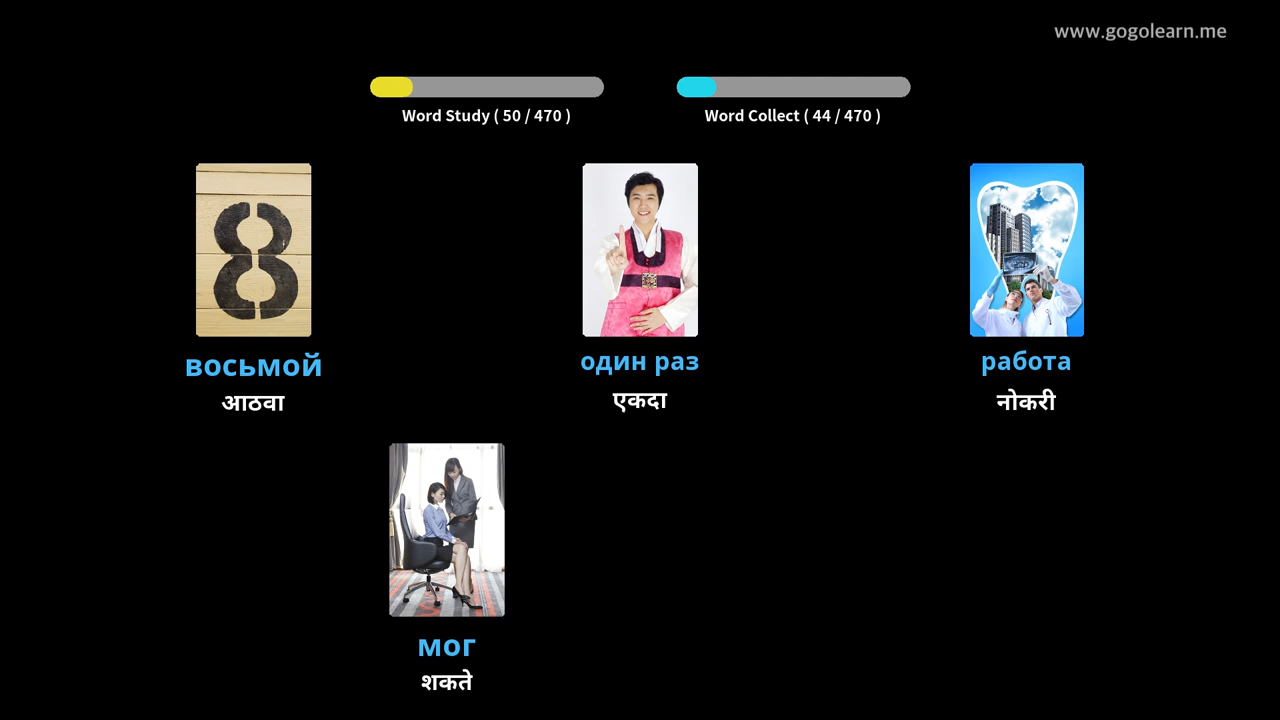 www.gogolearn.me
Word Study ( 50 / 470 )
Word Collect ( 44 / 470 )
8
восьмой
आठवा
один раз
एकदा
работа
नोकरी
мог
शकते